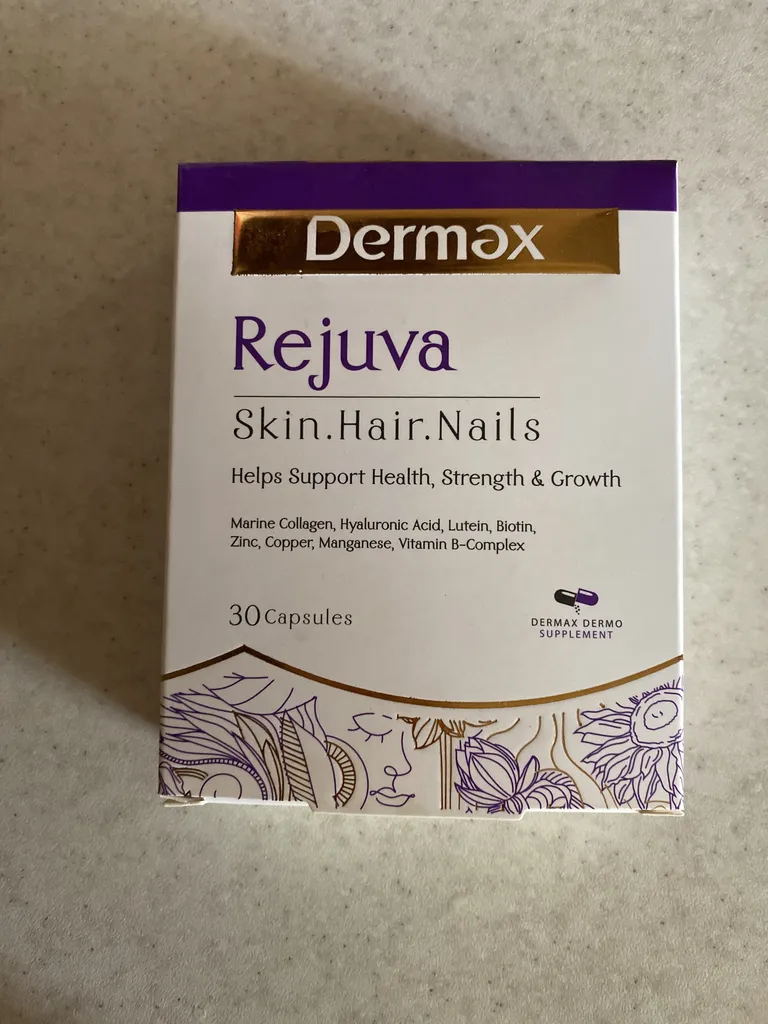 Dermax
Rejuva
Skin.Hair.Nails
Helps Support Health, Strength & Growth
Marine Collagen, Hyaluronic Acid, Lutein, Biotin,
Zinc, Copper, Manganese, Vitamin B-Complex
30 Capsules
DERMAX DERMO
SUPPLEMENT